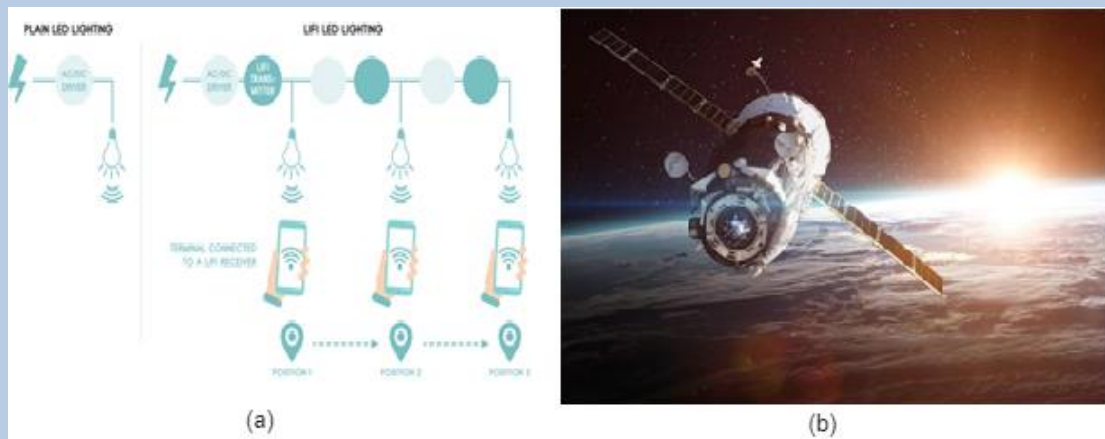 PLAIN LED LIGHTING
LIFI LED LIGHTING
AC/DC
DRIVER
AC/DC
DRIVER
LIFI
TRANS-
MITTER
TERMINAL CONNECTED
TO A LIFI RECEIVER
POSITION 1
POSITION 2
POSITION 3
(a)
(b)